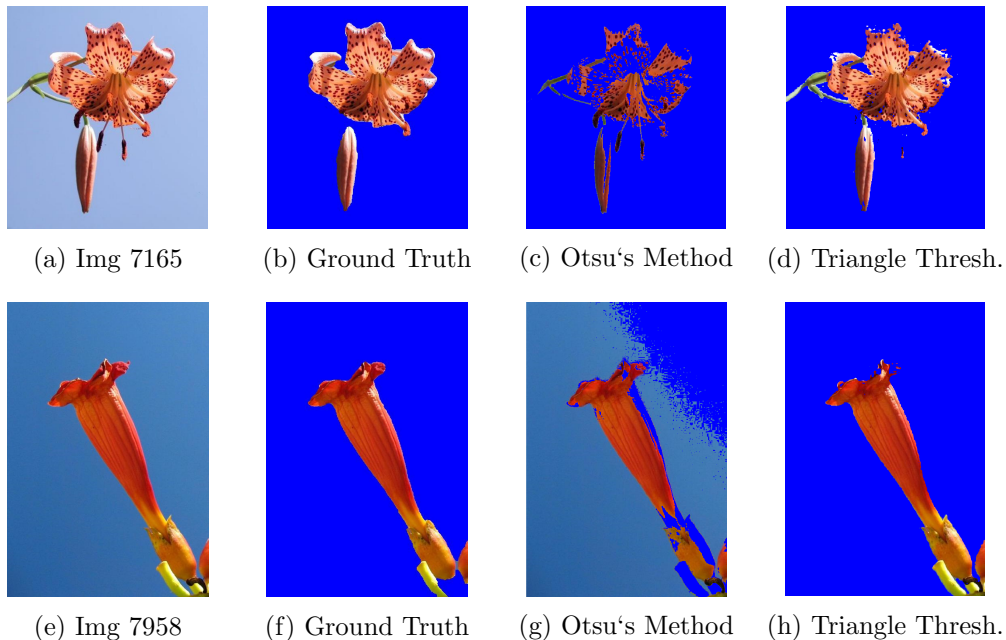 (a) Img 7165
(b) Ground Truth
(c) Otsu‘s Method
(d) Triangle Thresh.
(e) Img 7958
(f) Ground Truth
(g) Otsu‘s Method
(h) Triangle Thresh.